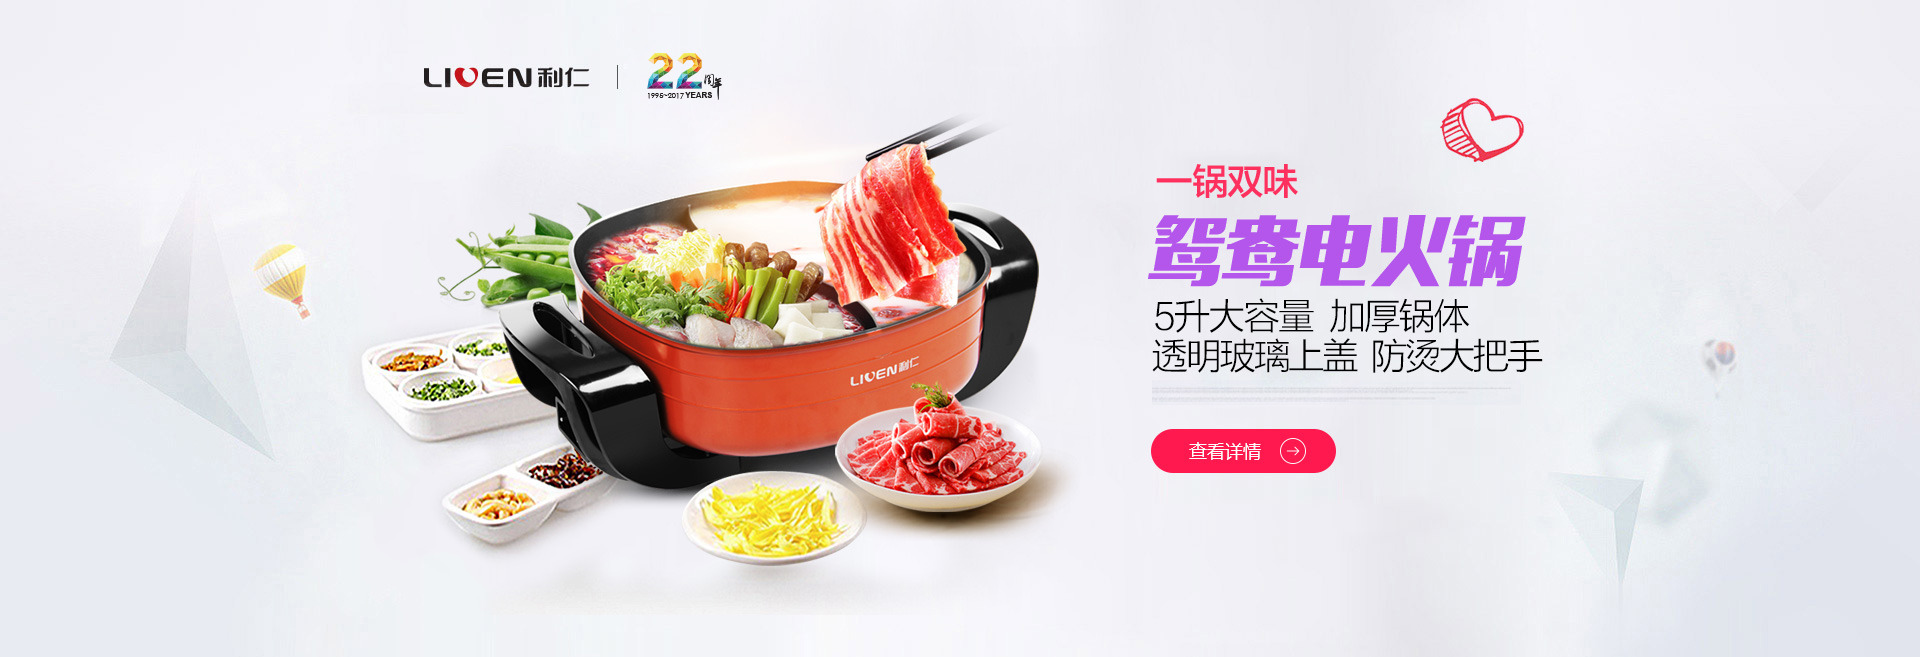 LIVEN利仁
22周年
1995~2017 YEARS
一锅双味
鸳鸯电火锅
5升大容量 加厚锅体
透明玻璃上盖 防烫大把手
查看详情
LIVEN利仁